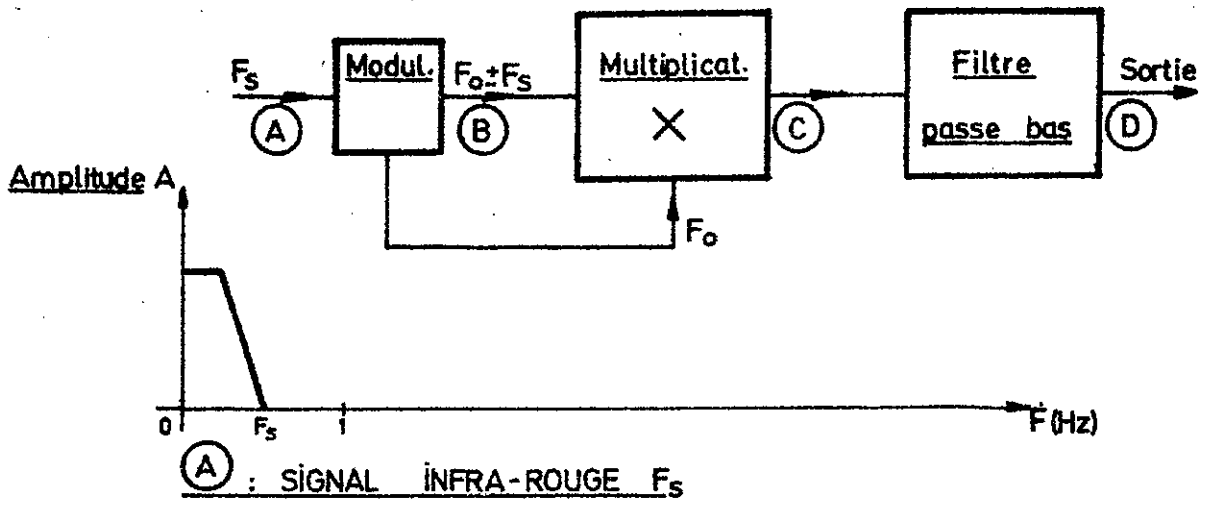 Fs
Modul.
Fo±Fs
Multiplicat.
×
Filtre
passe bas
Sortie
A
B
C
D
Fo
Amplitude A
0
Fs
1
F (Hz)
A : SIGNAL INFRA-ROUGE Fs